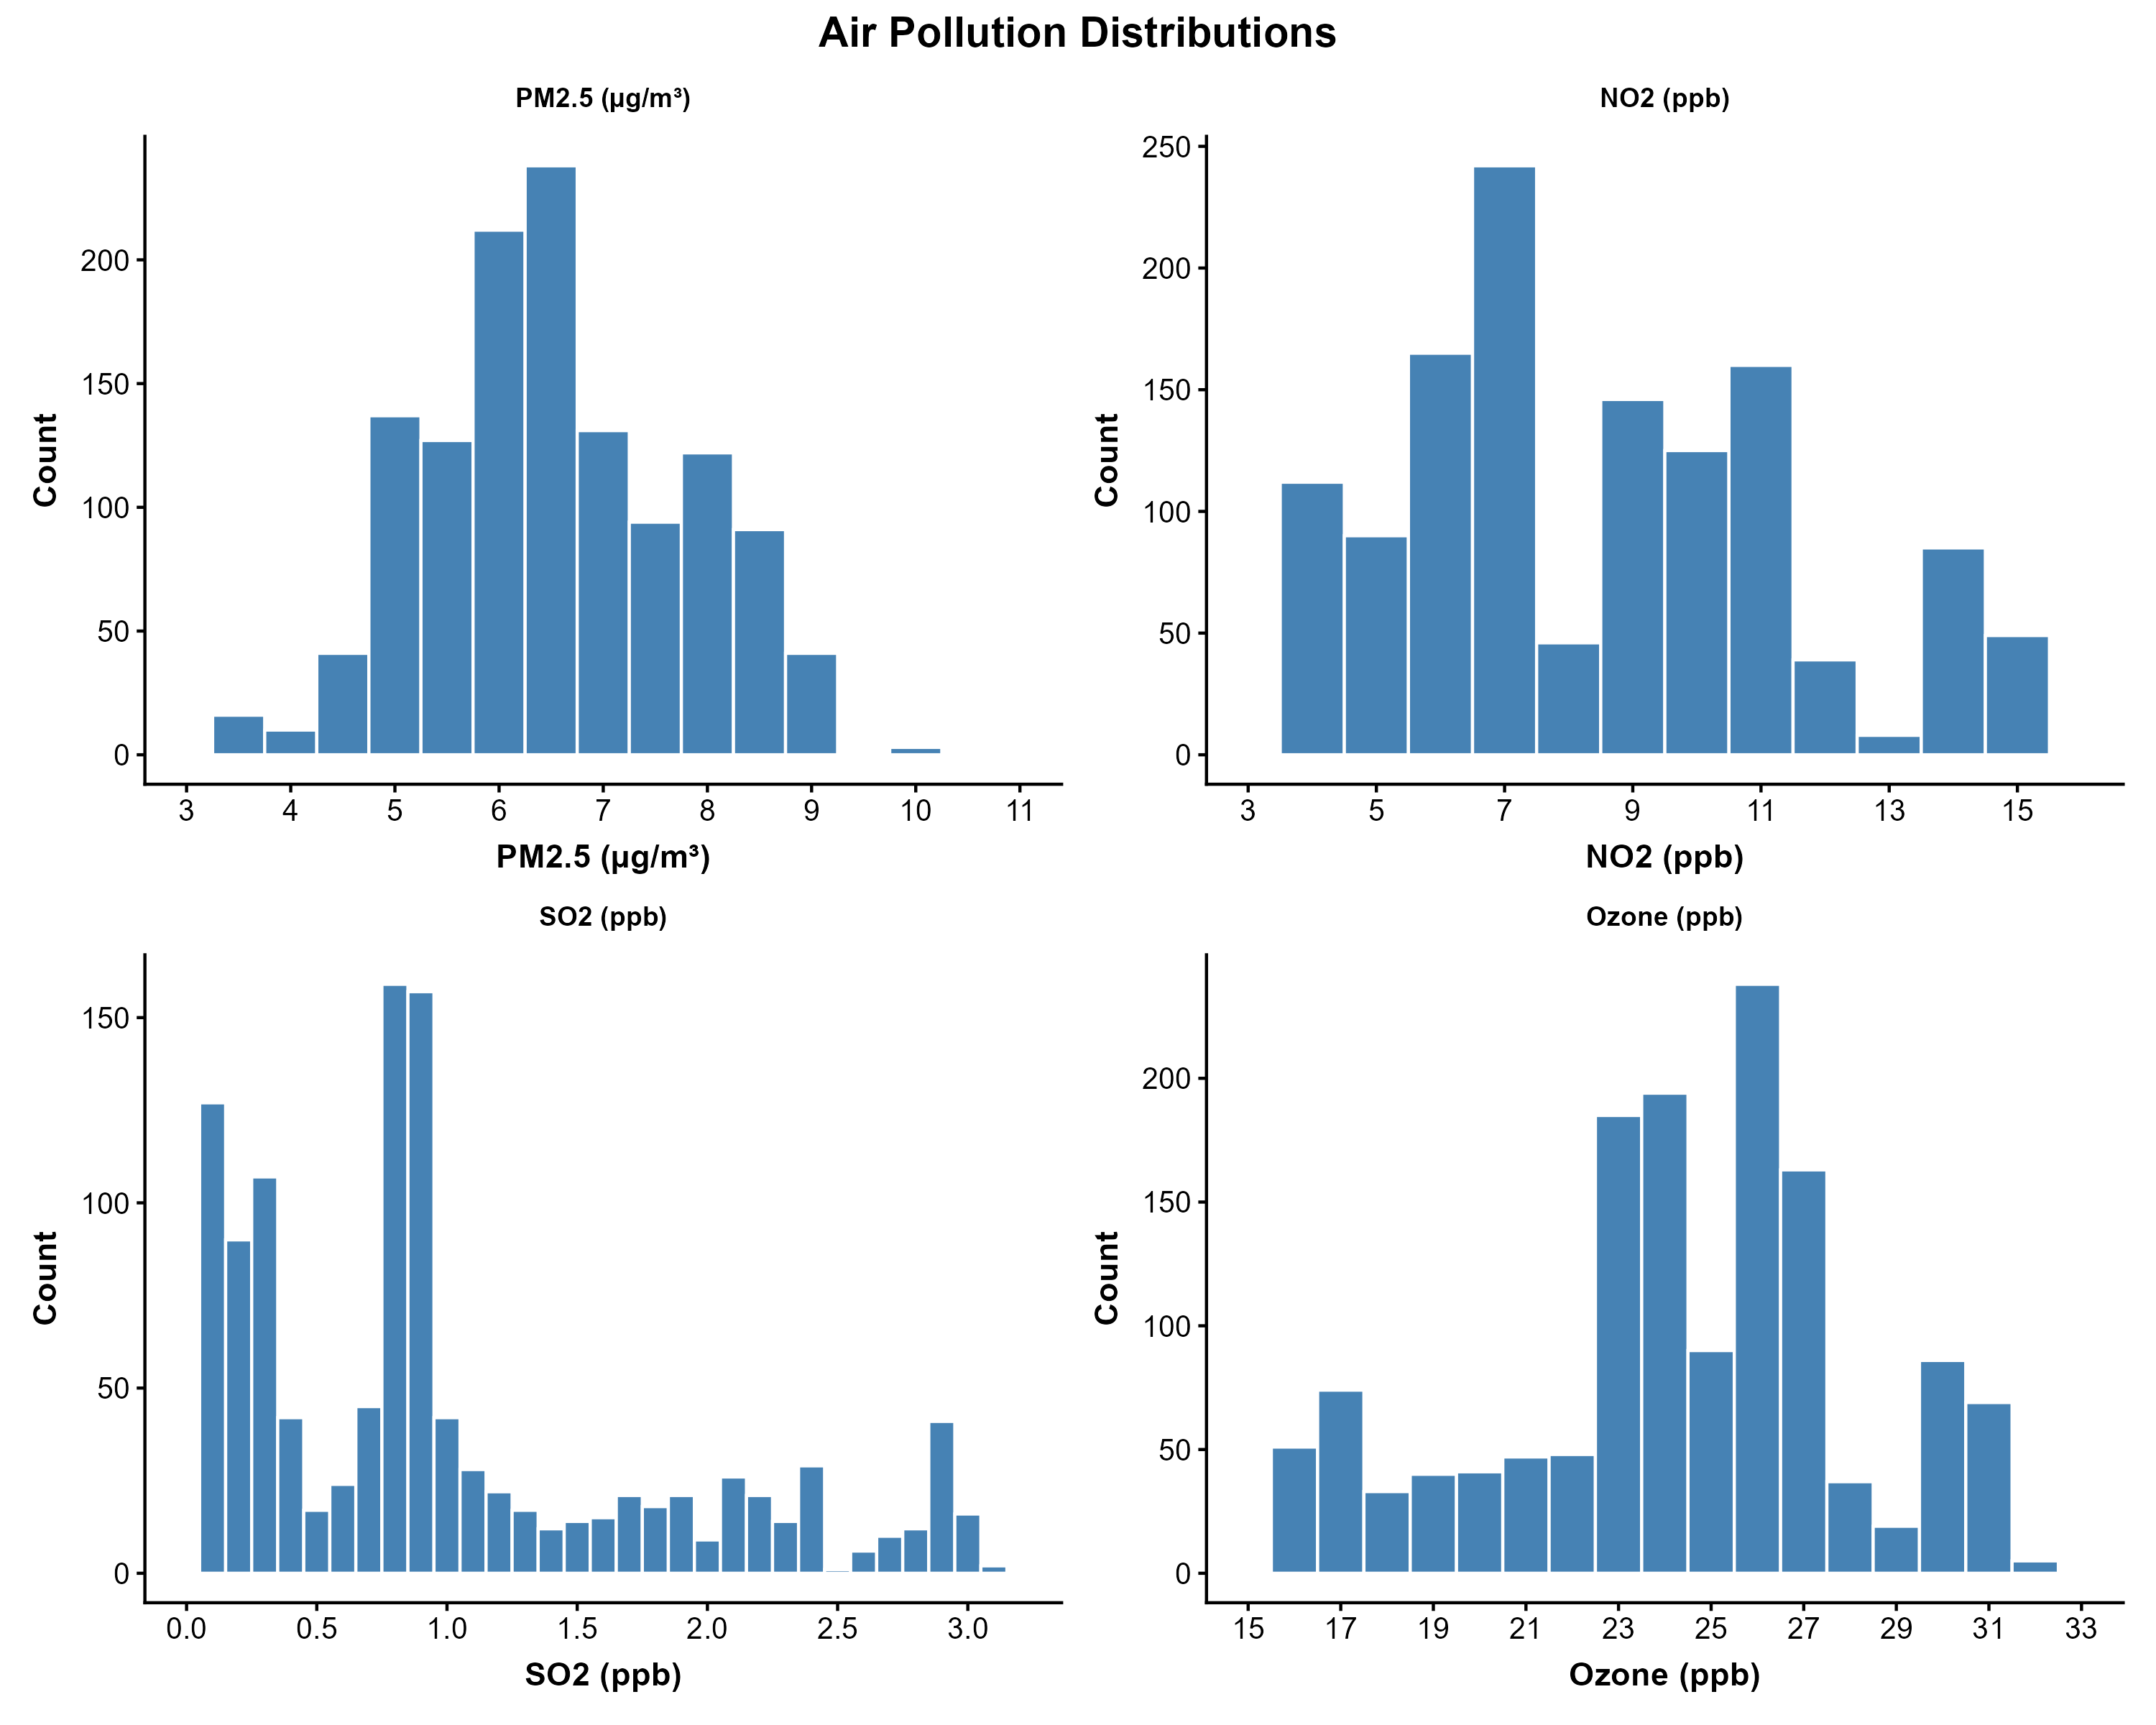 Air Pollution Distributions
PM2.5 (µg/m³)
Count
200
150
100
50
0
3 4 5 6 7 8 9 10 11
PM2.5 (µg/m³)
NO2 (ppb)
Count
250
200
150
100
50
0
3 5 7 9 11 13 15
NO2 (ppb)
SO2 (ppb)
Count
150
100
50
0
0.0 0.5 1.0 1.5 2.0 2.5 3.0
SO2 (ppb)
Ozone (ppb)
Count
200
150
100
50
0
15 17 19 21 23 25 27 29 31 33
Ozone (ppb)